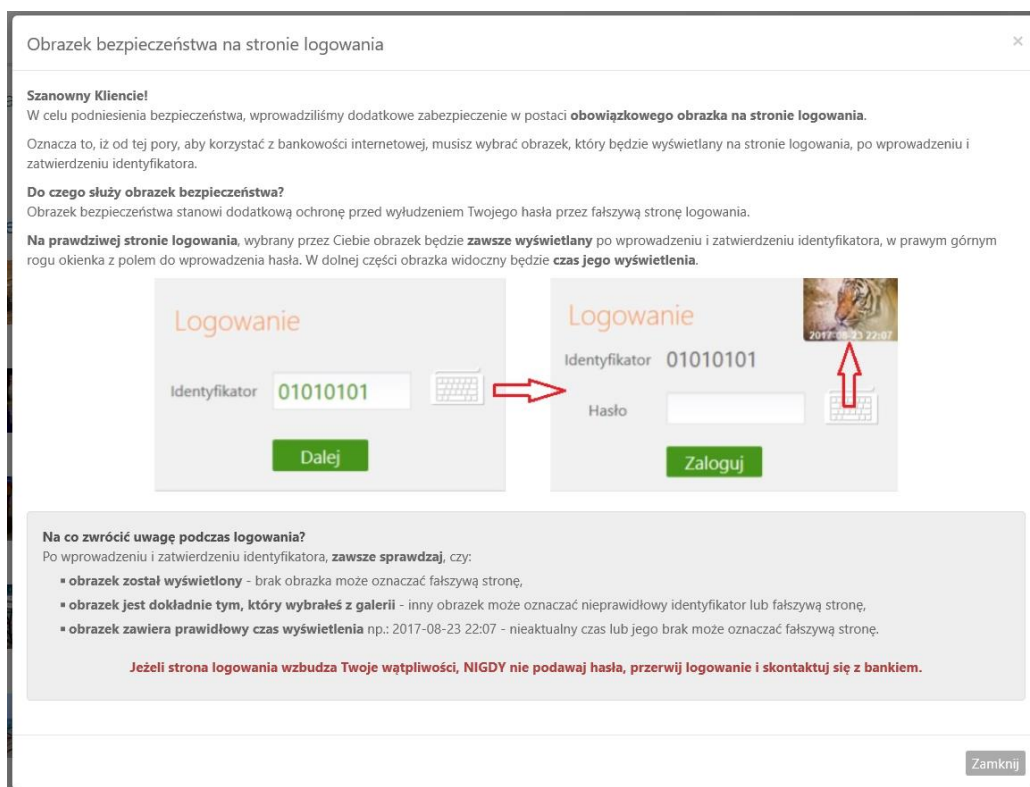 Obrazek bezpieczeństwa na stronie logowania
×
Szanowny Kliencie!
W celu podniesienia bezpieczeństwa, wprowadziliśmy dodatkowe zabezpieczenie w postaci obowiązkowego obrazka na stronie logowania.
Oznacza to, iż od tej pory, aby korzystać z bankowości internetowej, musisz wybrać obrazek, który będzie wyświetlany na stronie logowania, po wprowadzeniu i
zatwierdzeniu identyfikatora.
Do czego służy obrazek bezpieczeństwa?
Obrazek bezpieczeństwa stanowi dodatkową ochronę przed wyłudzeniem Twojego hasła przez fałszywą stronę logowania.
Na prawdziwej stronie logowania, wybrany przez Ciebie obrazek będzie zawsze wyświetlany po wprowadzeniu i zatwierdzeniu identyfikatora, w prawym górnym
rogu okienka z polem do wprowadzenia hasła. W dolnej części obrazka widoczny będzie czas jego wyświetlenia.
Logowanie
Identyfikator 01010101
Dalej
Logowanie
2017-08-23 22:07
Identyfikator 01010101
Hasło
Zaloguj
Na co zwrócić uwagę podczas logowania?
Po wprowadzeniu i zatwierdzeniu identyfikatora, zawsze sprawdzaj, czy:
▪ obrazek został wyświetlony - brak obrazka może oznaczać fałszywą stronę,
▪ obrazek jest dokładnie tym, który wybrałeś z galerii - inny obrazek może oznaczać nieprawidłowy identyfikator lub fałszywą stronę,
▪ obrazek zawiera prawidłowy czas wyświetlenia np.: 2017-08-23 22:07 - nieaktualny czas lub jego brak może oznaczać fałszywą stronę.
Jeżeli strona logowania wzbudza Twoje wątpliwości, NIGDY nie podawaj hasła, przerwij logowanie i skontaktuj się z bankiem.
Zamknij